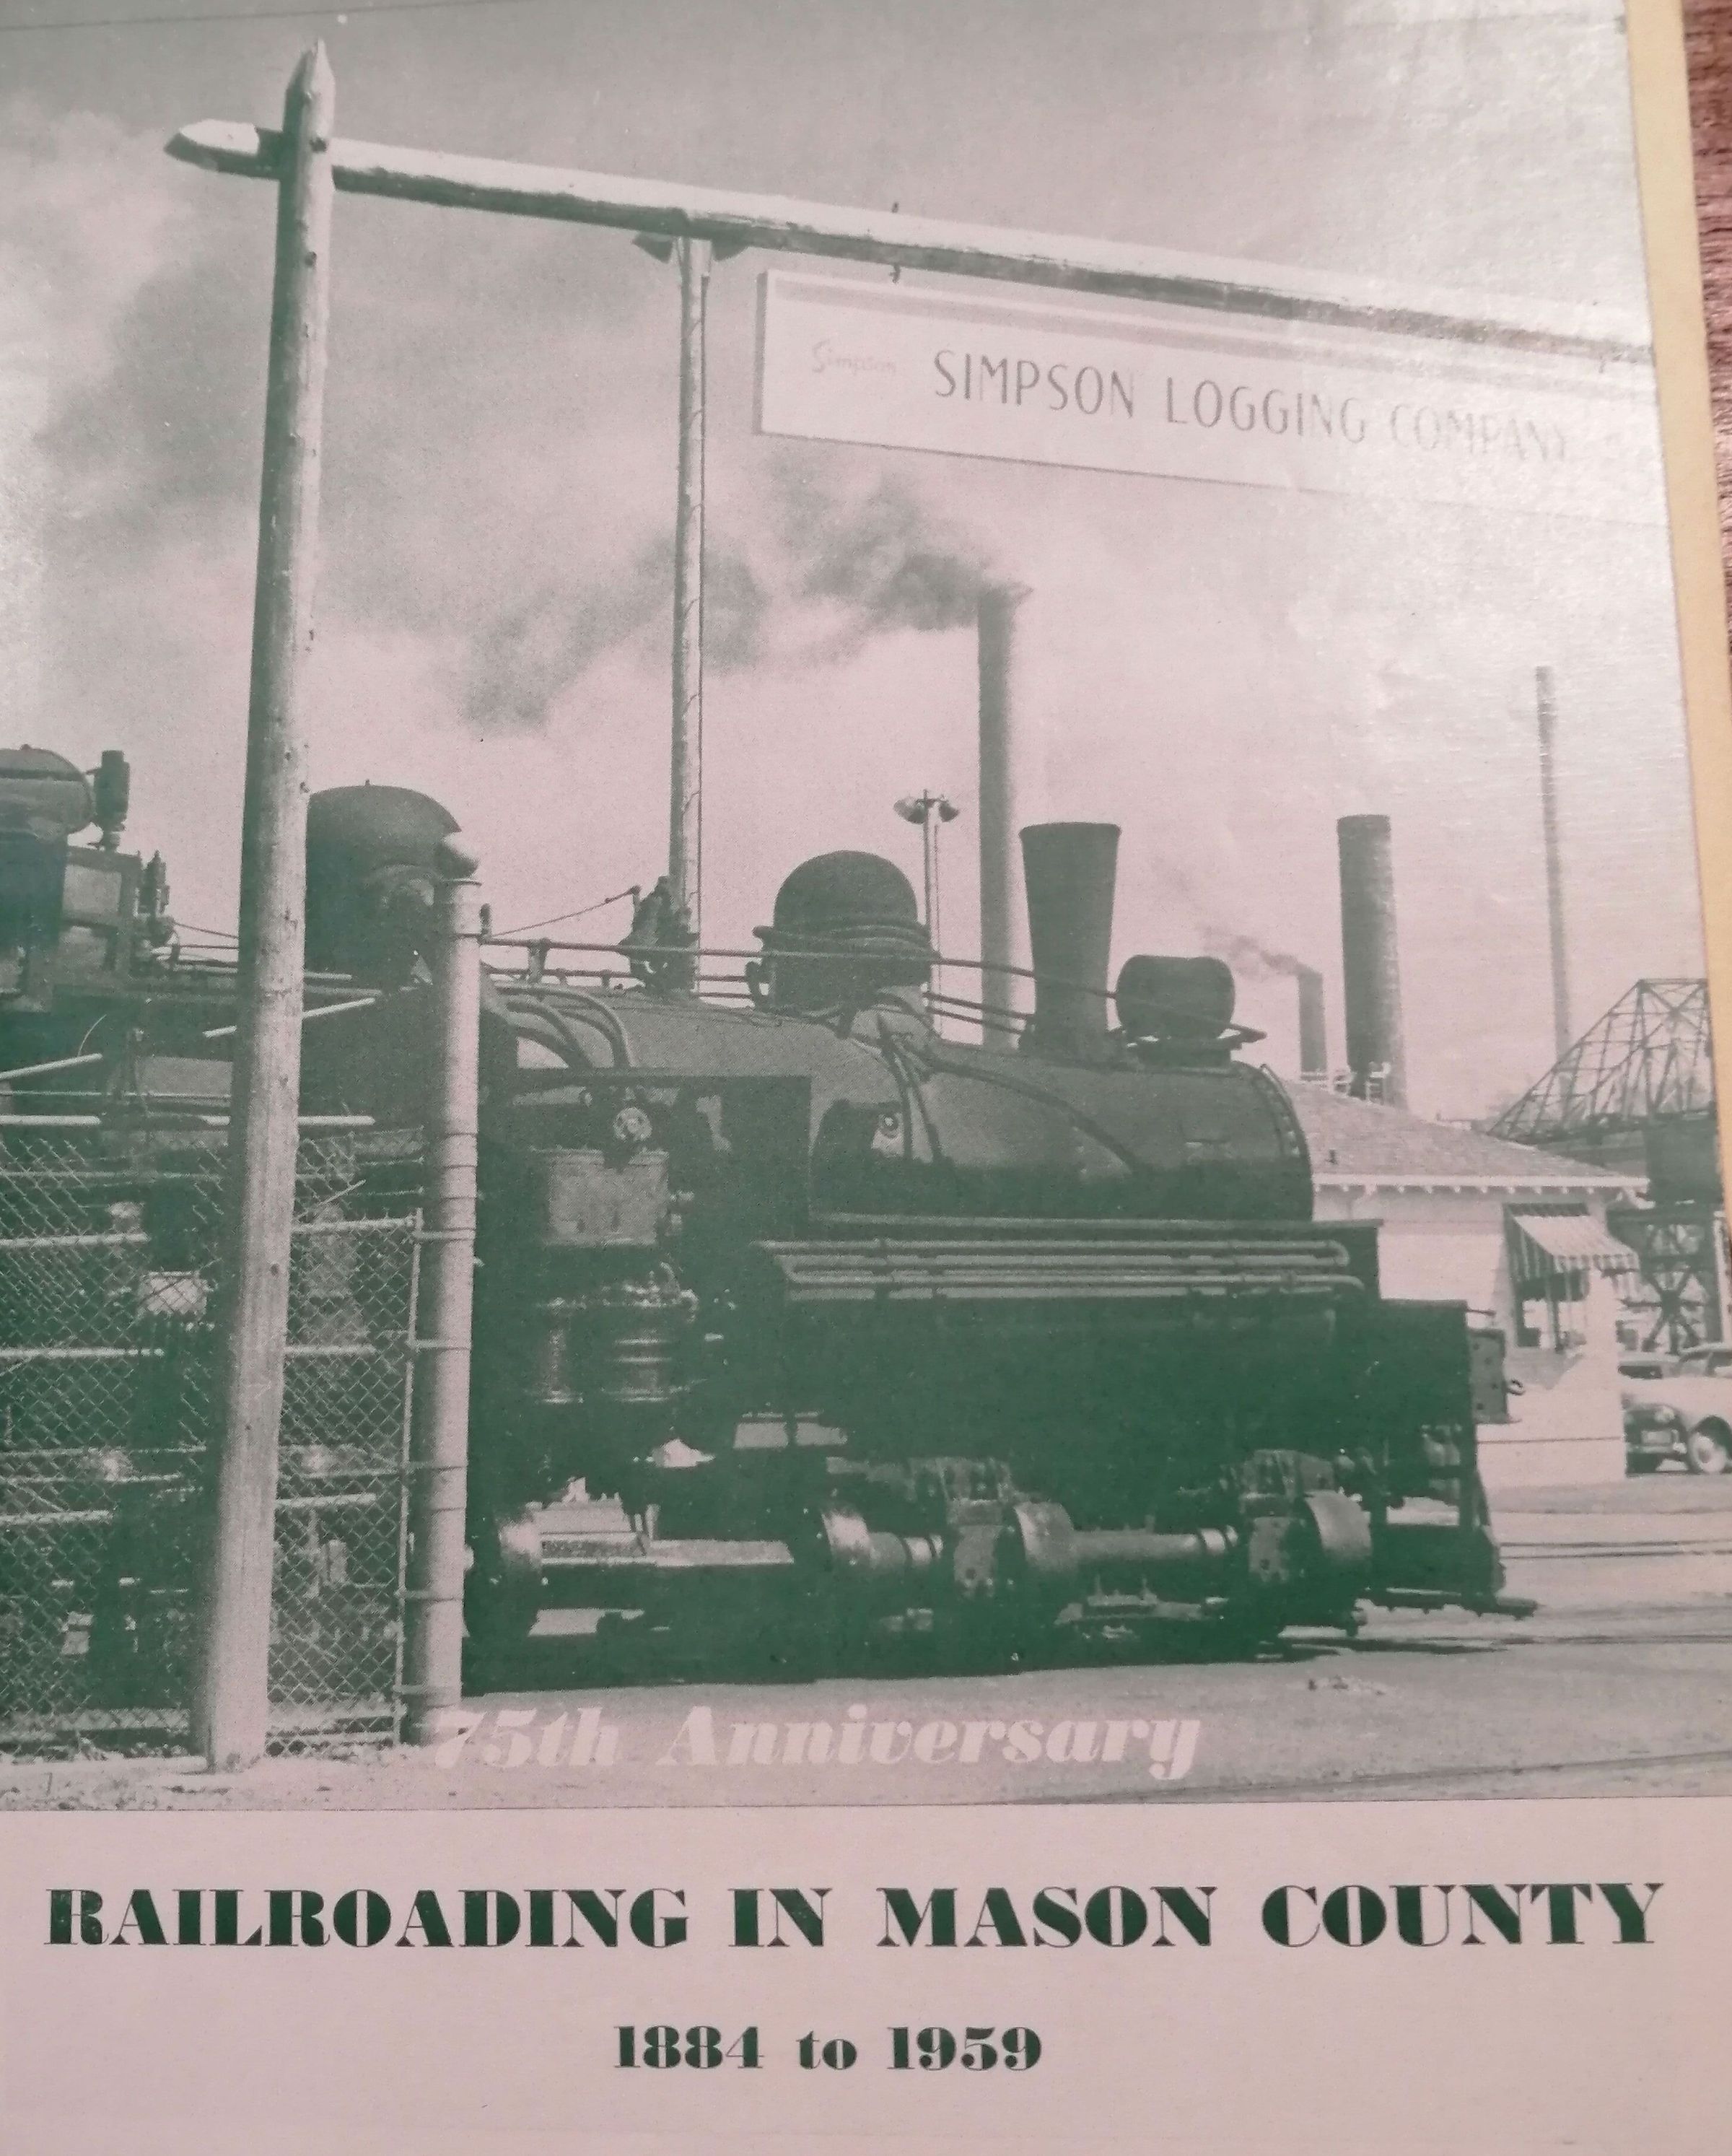 Simpson SIMPSON LOGGING COMPANY
75th Anniversary
RAILROADING IN MASON COUNTY
1884 to 1959